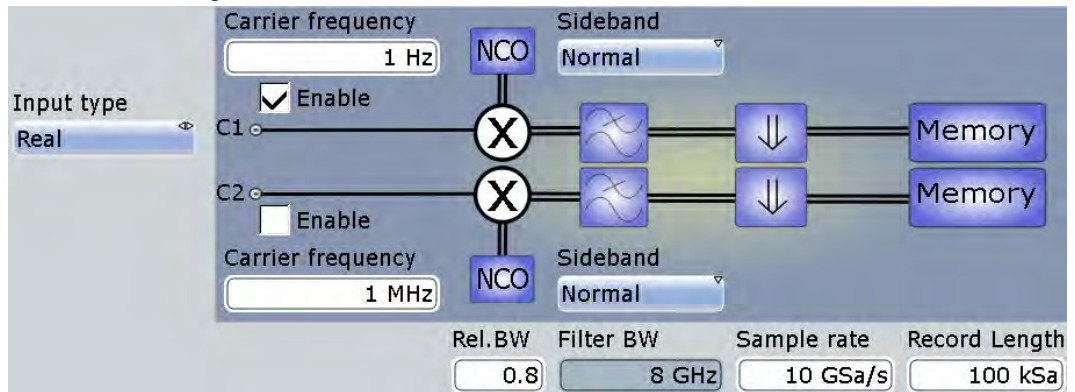 Carrier frequency Sideband
1 Hz NCO Normal
Input type Enable
Real C1 X Memory
C2 X Memory
Enable
Carrier frequency Sideband
1 MHz NCO Normal
Rel.BW Filter BW Sample rate Record Length
0.8 8 GHz 10 GSa/s 100 kSa